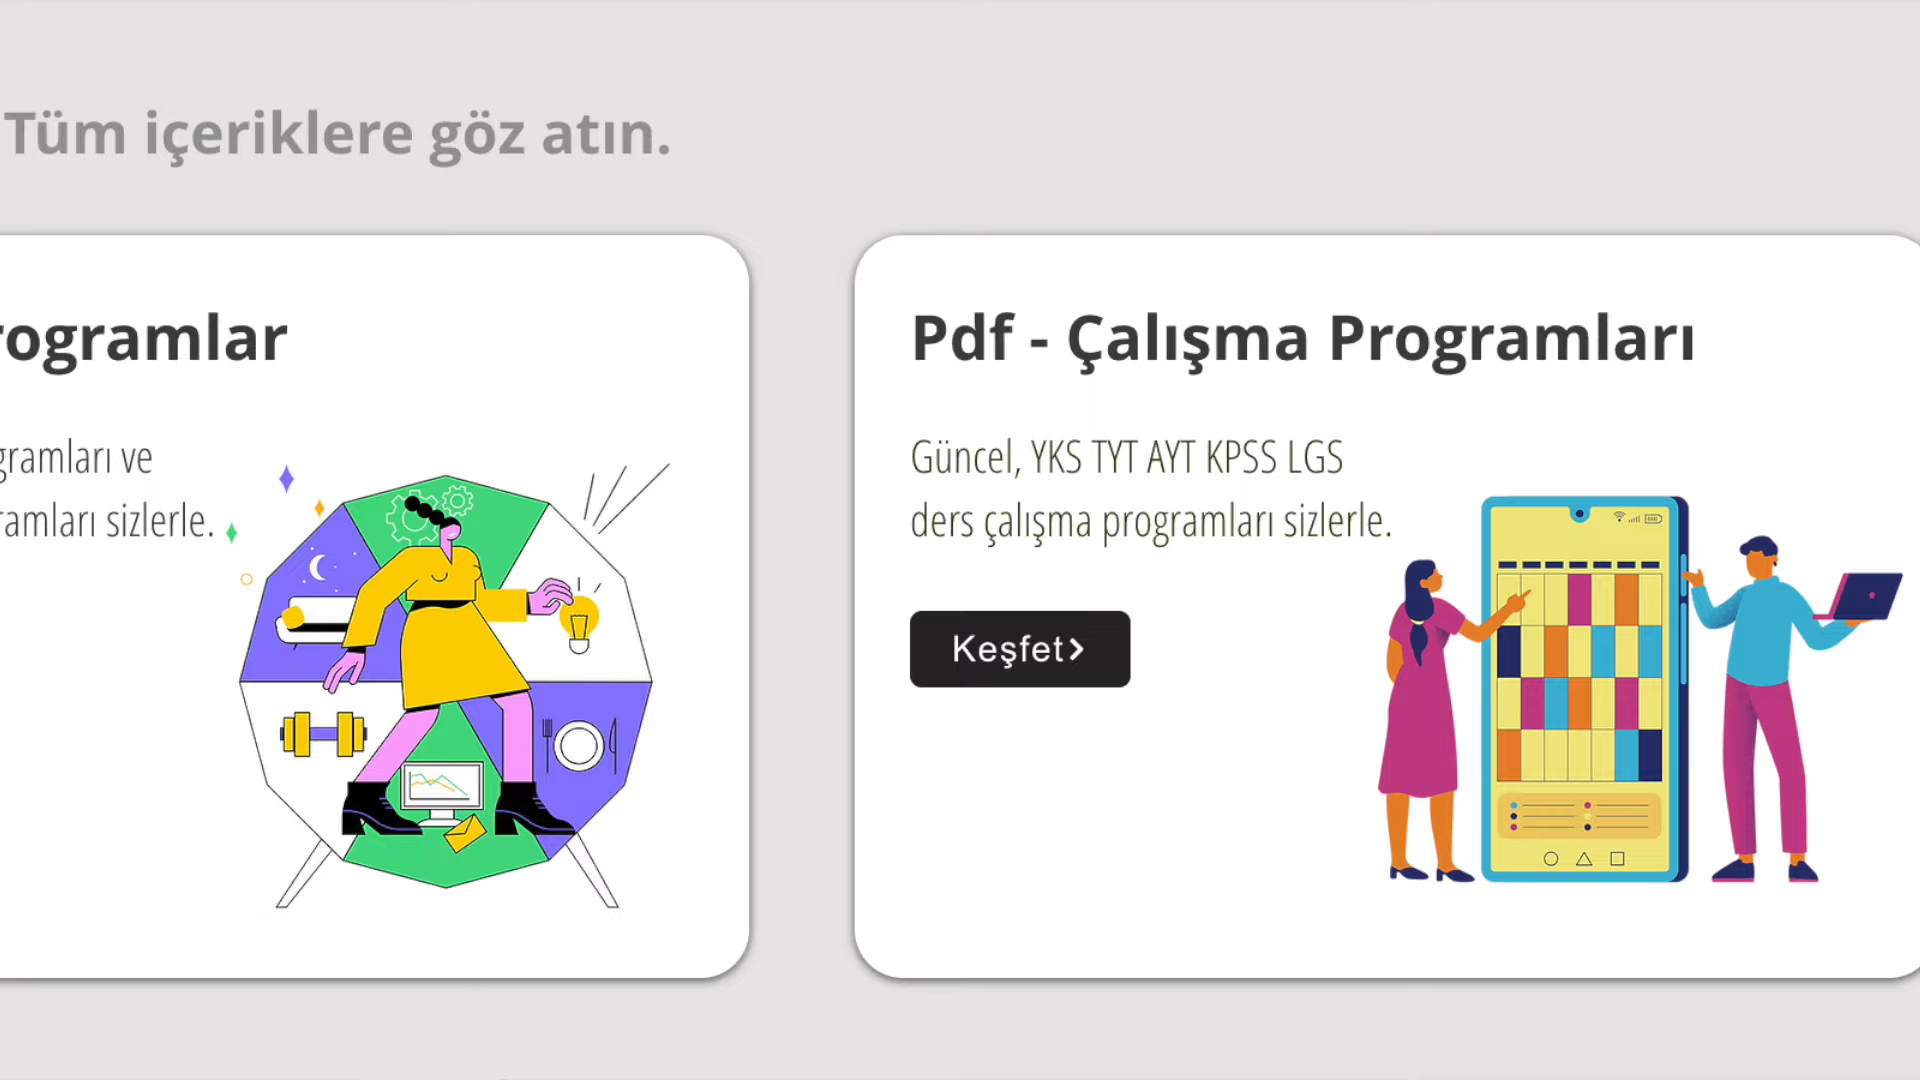 Tüm içeriklere göz atın.
rogramlar
gramları ve
ramları sizlerle.
Pdf - Çalışma Programları
Güncel, YKS TYT AYT KPSS LGS
ders çalışma programları sizlerle.
Keşfet>